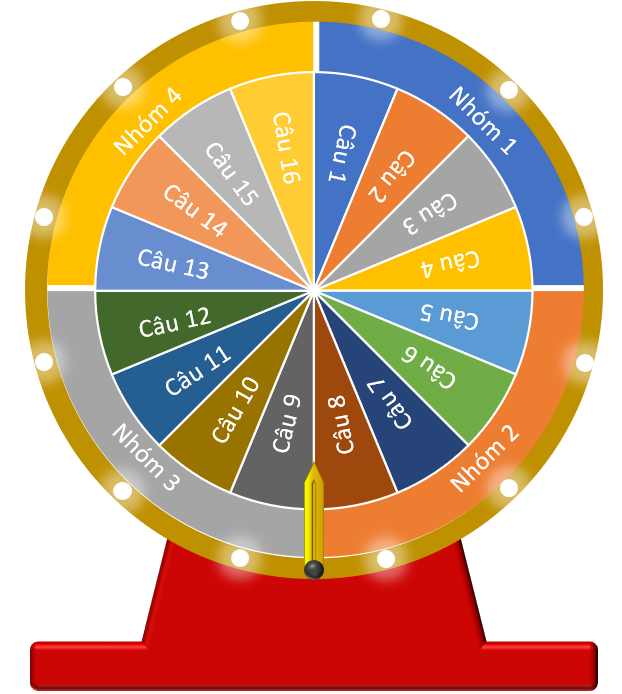 Nhóm 1
Nhóm 2
Nhóm 3
Nhóm 4
Câu 1
Câu 2
Câu 3
Câu 4
Câu 5
Câu 6
Câu 7
Câu 8
Câu 9
Câu 10
Câu 11
Câu 12
Câu 13
Câu 14
Câu 15
Câu 16